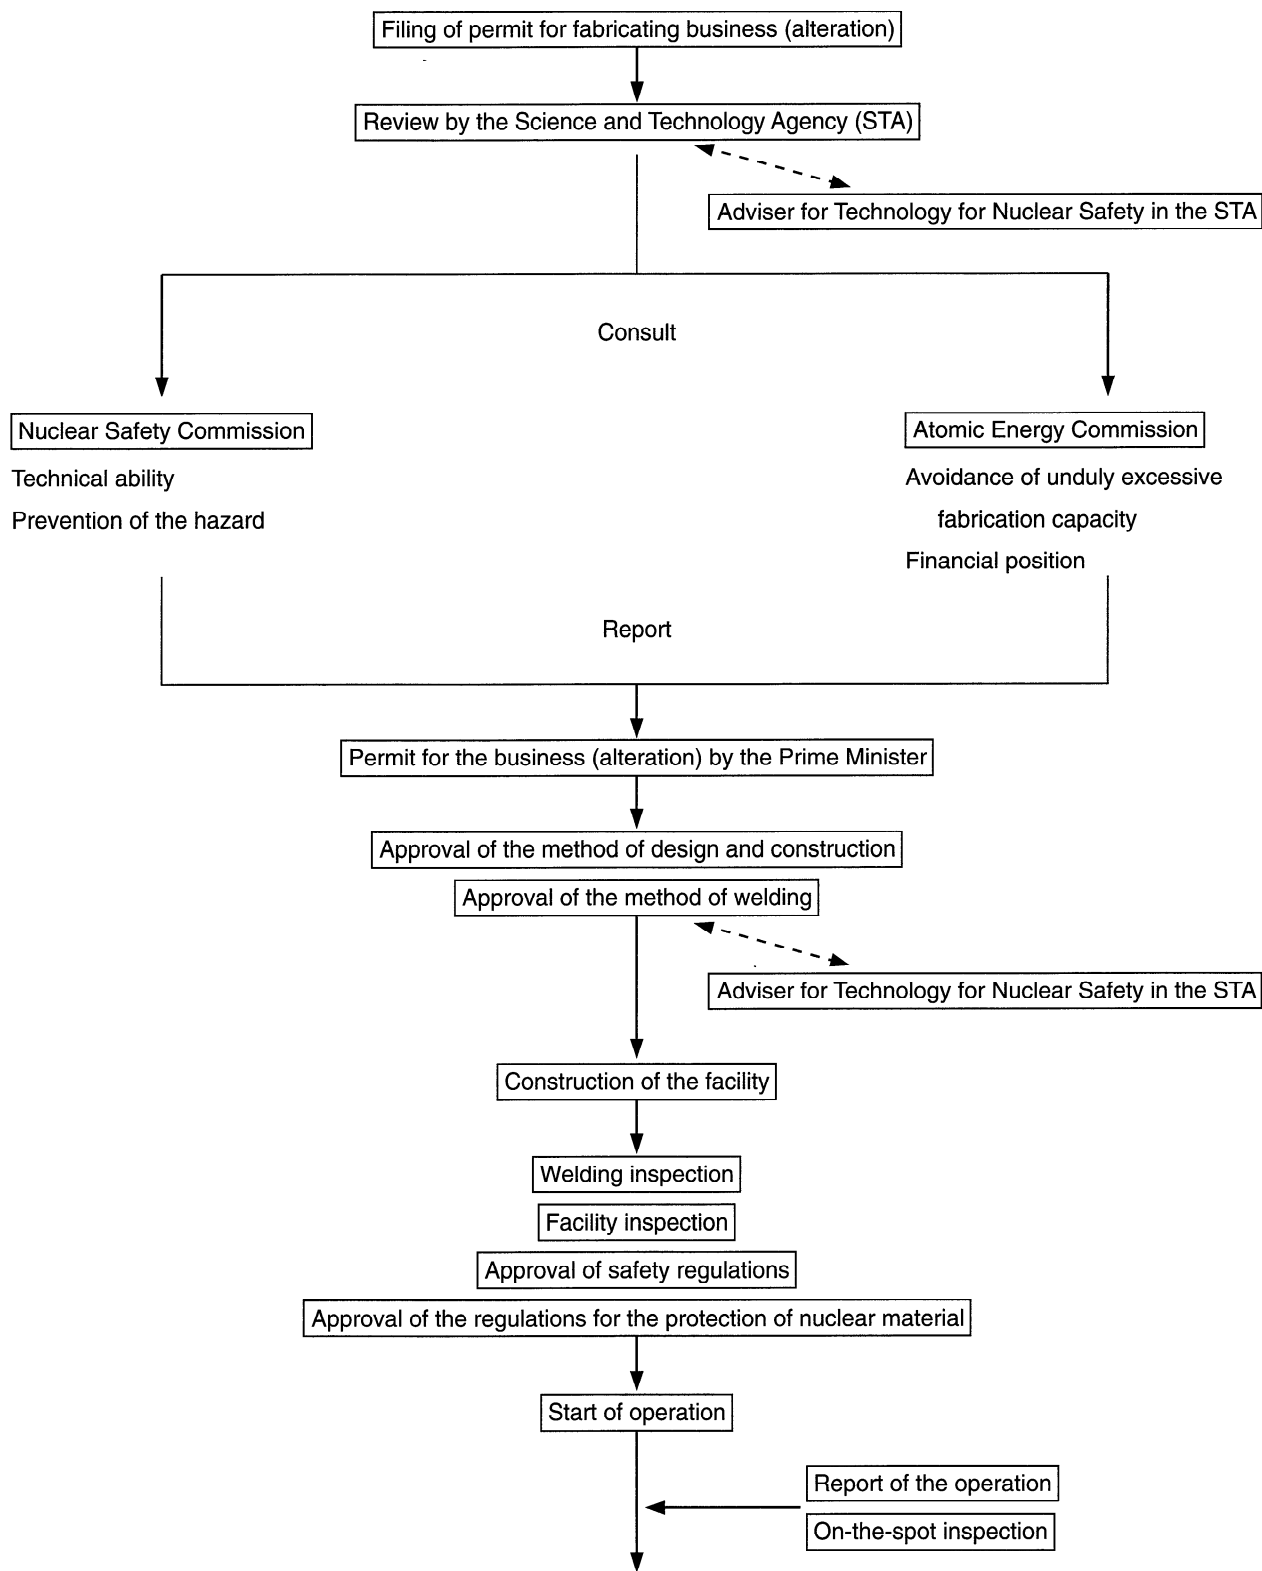 Filing of permit for fabricating business (alteration)
Review by the Science and Technology Agency (STA)
Adviser for Technology for Nuclear Safety in the STA
Consult
Nuclear Safety Commission
Technical ability
Prevention of the hazard
Atomic Energy Commission
Avoidance of unduly excessive
fabrication capacity
Financial position
Report
Permit for the business (alteration) by the Prime Minister
Approval of the method of design and construction
Approval of the method of welding
Adviser for Technology for Nuclear Safety in the STA
Construction of the facility
Welding inspection
Facility inspection
Approval of safety regulations
Approval of the regulations for the protection of nuclear material
Start of operation
Report of the operation
On-the-spot inspection